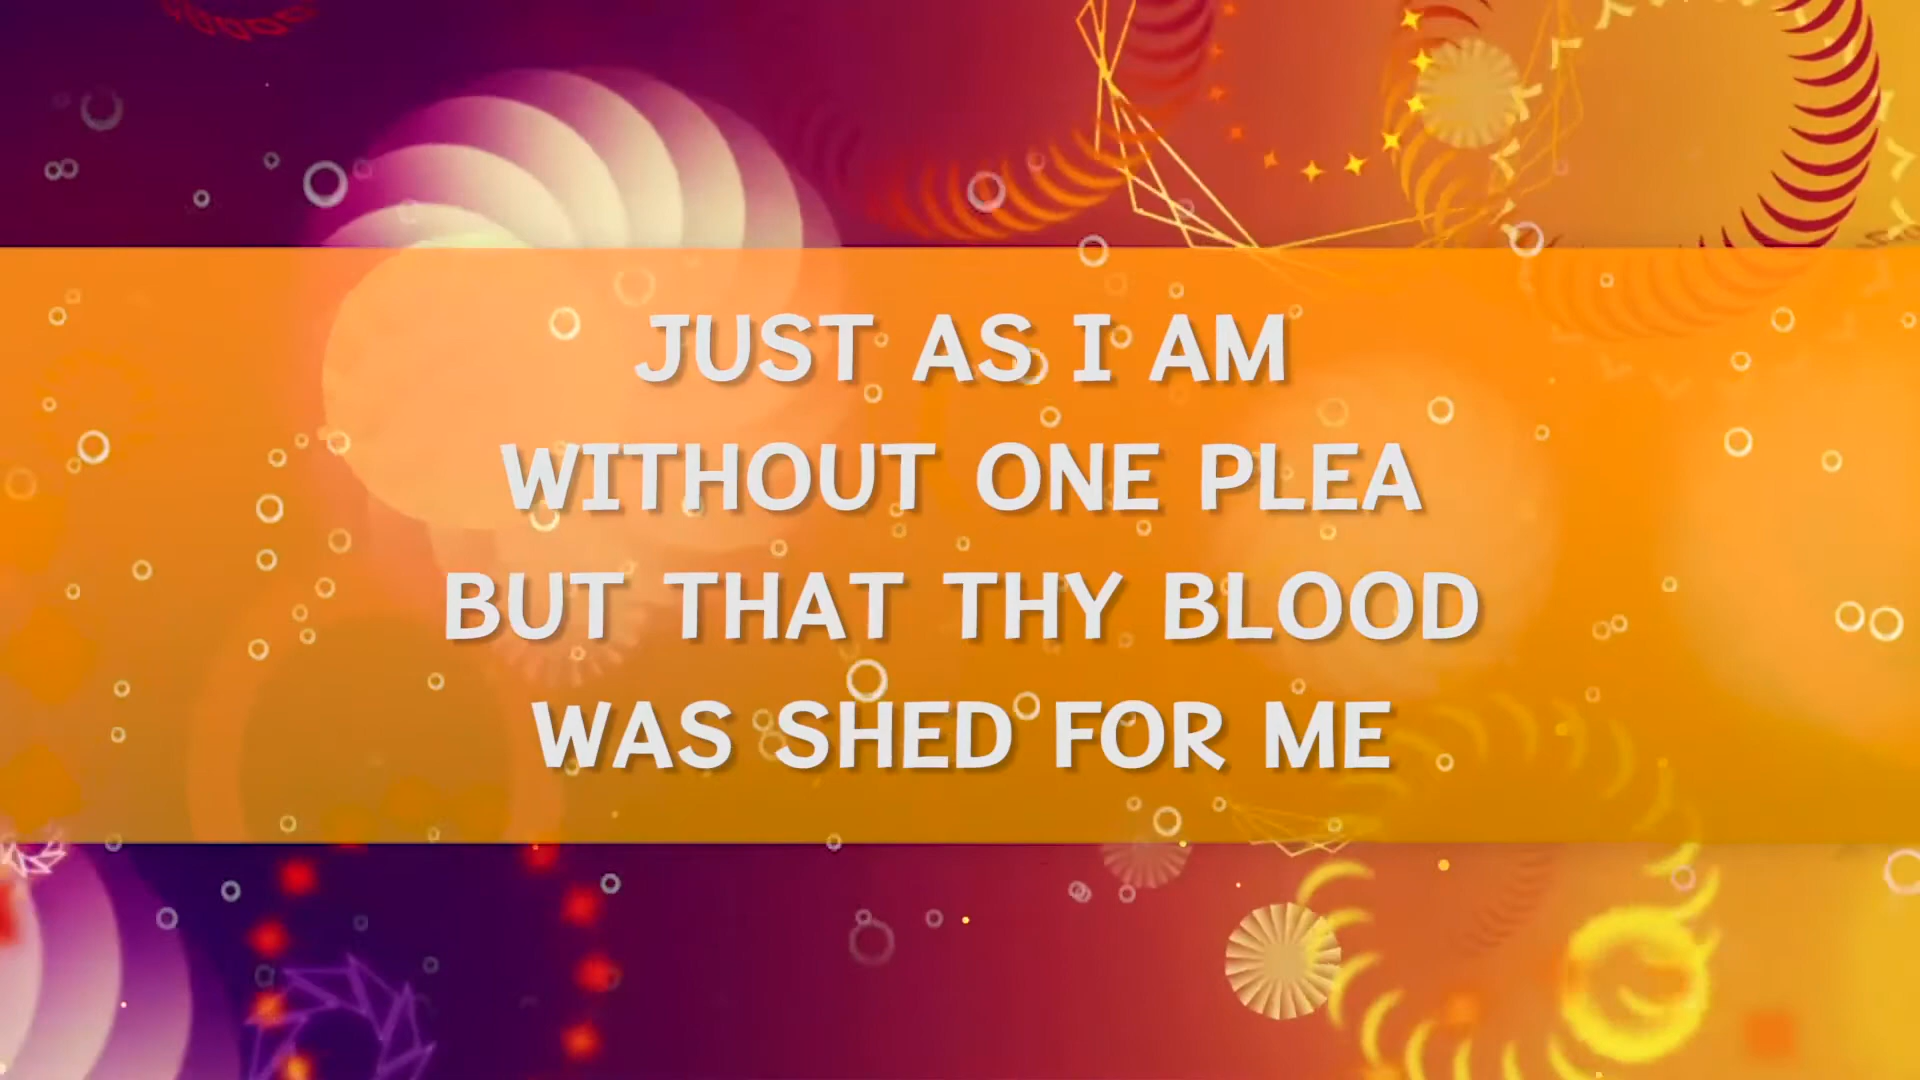 JUST AS I AM
WITHOUT ONE PLEA
BUT THAT THY BLOOD
WAS SHED FOR ME